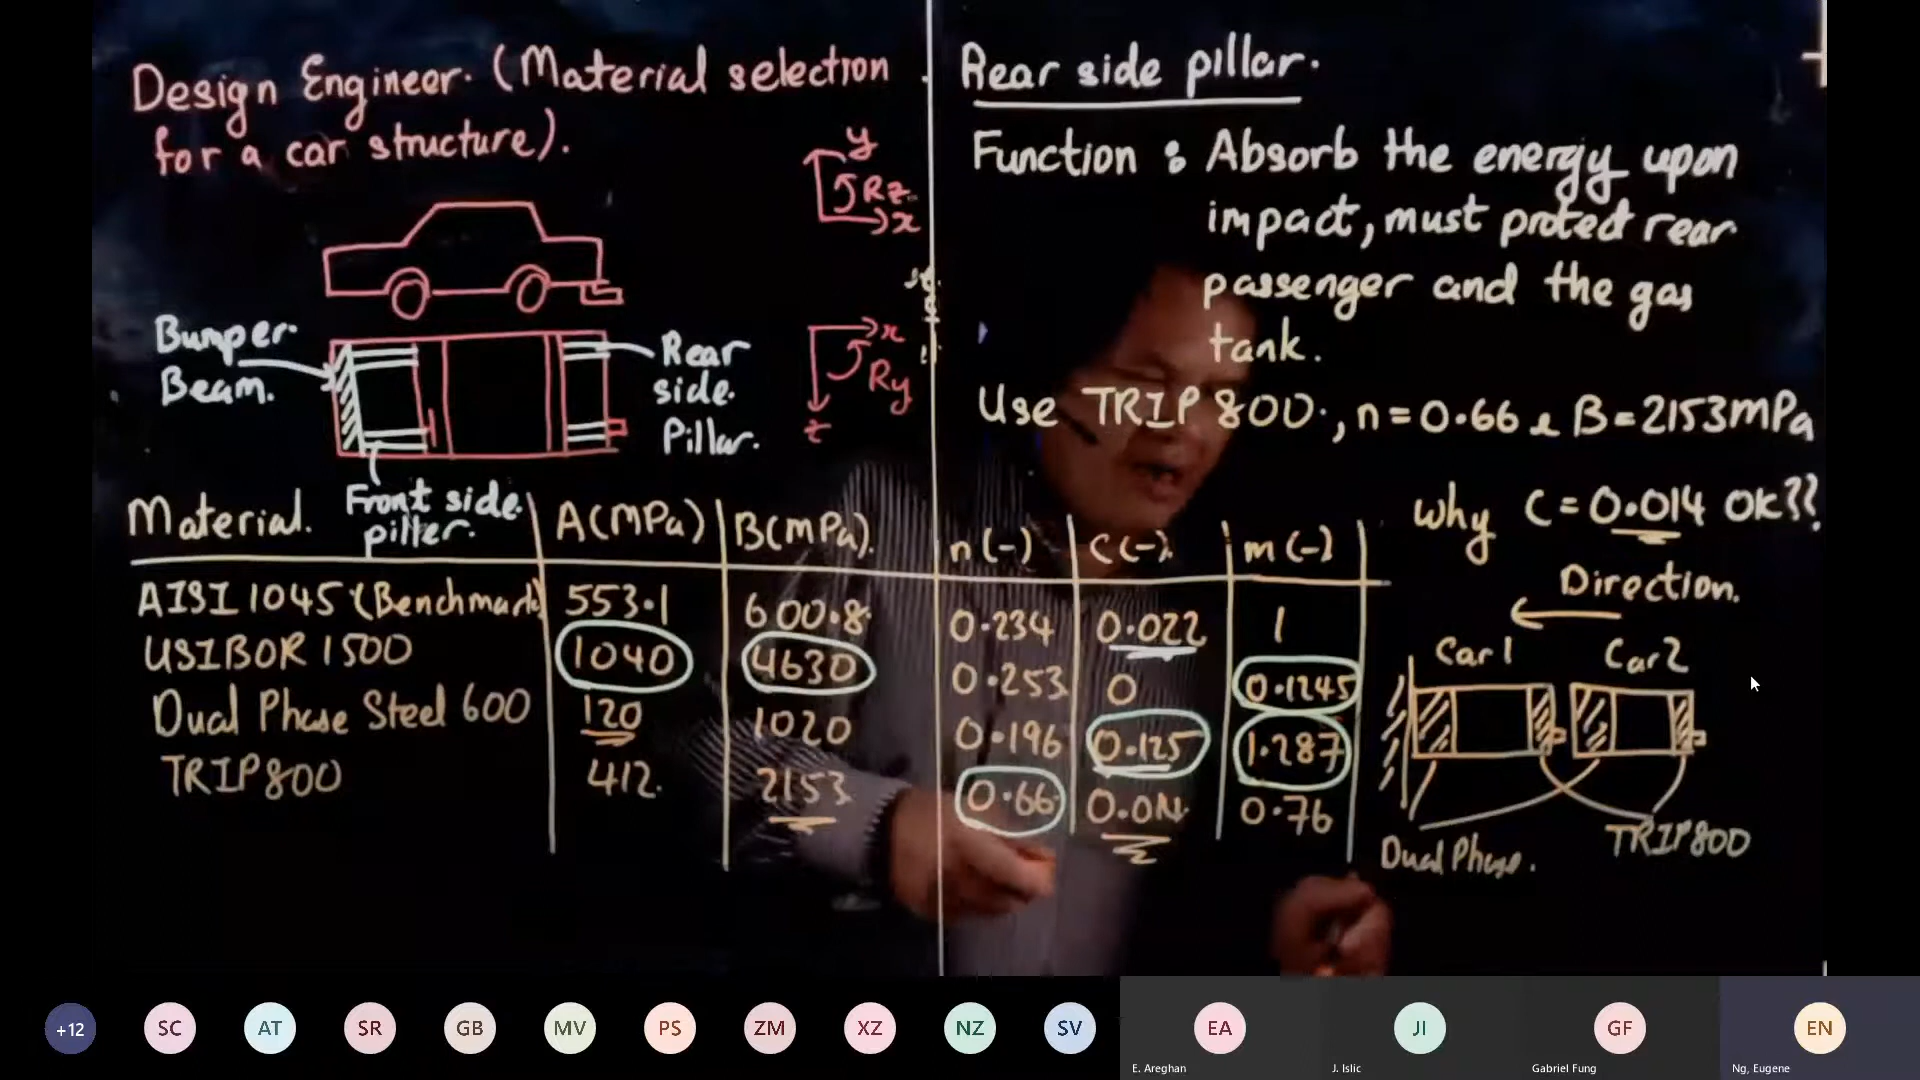 Design Engineer. (Material selection
for a car structure).
y
Rz
x
Bumper
Beam.
Rear
side
Pillar.
x
Ry
z
Front side
piller.
Material.
A(MPa)
B(MPa).
n(-)
C(-).
m(-)
AISI 1045 (Benchmark) 553.1 600.8 0.234 0.022 1
USIBOR 1500 1040 4630 0.253 0 0.1245
Dual Phase Steel 600 120 1020 0.196 0.125 1.287
TRIP800 412. 2153 0.66 0.014 0.76
Rear side pillar.
Function : Absorb the energy upon
impact, must protect rear
passenger and the gas
tank.
Use TRIP 800., n=0.66 & B=2153mPa
why C=0.014 OK??
Direction.
Car 1 Car 2
Dual Phase. TRIP800
+12 SC AT SR GB MV PS ZM XZ NZ SV EA JI GF EN
E. Areghan J. Islic Gabriel Fung Ng, Eugene